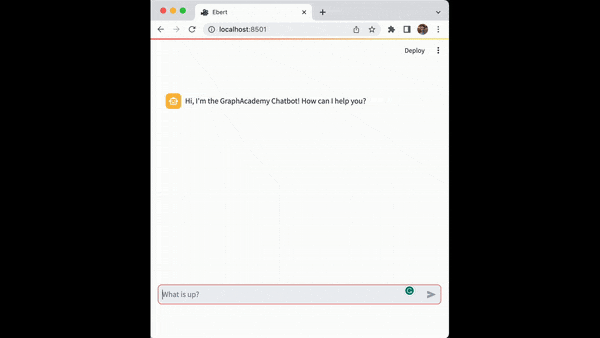 Ebert
localhost:8501
Deploy
Hi, I'm the GraphAcademy Chatbot! How can I help you?
What is up?